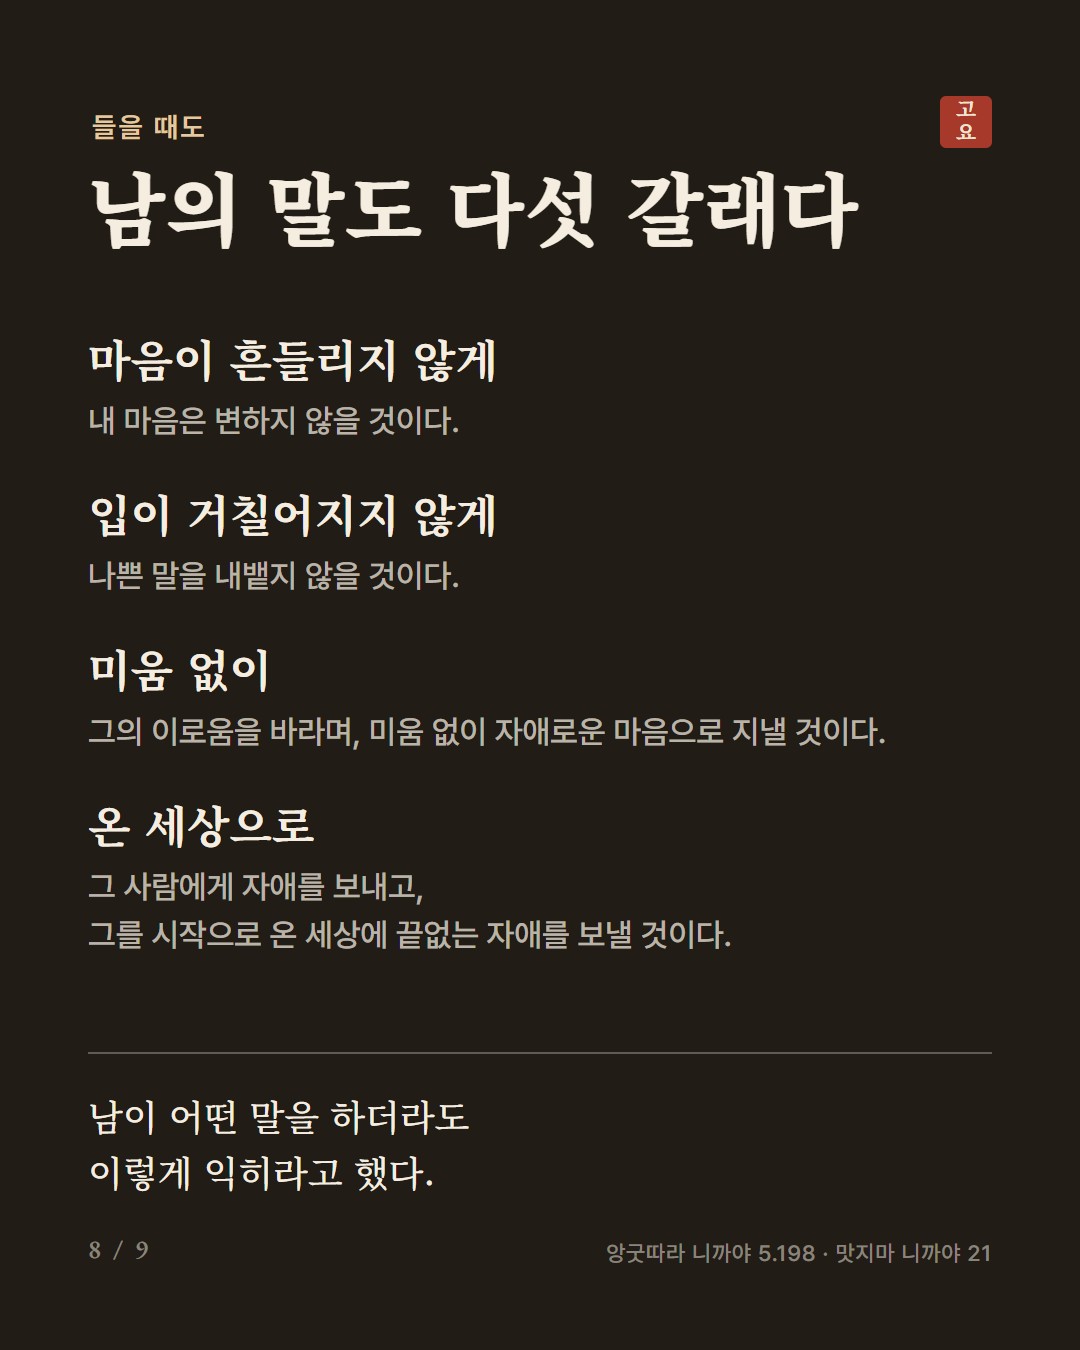 들을 때도
고
요
남의 말도 다섯 갈래다
마음이 흔들리지 않게
내 마음은 변하지 않을 것이다.
입이 거칠어지지 않게
나쁜 말을 내뱉지 않을 것이다.
미움 없이
그의 이로움을 바라며, 미움 없이 자애로운 마음으로 지낼 것이다.
온 세상으로
그 사람에게 자애를 보내고,
그를 시작으로 온 세상에 끝없는 자애를 보낼 것이다.
남이 어떤 말을 하더라도
이렇게 익히라고 했다.
8 / 9
앙굿따라 니까야 5.198 · 맛지마 니까야 21